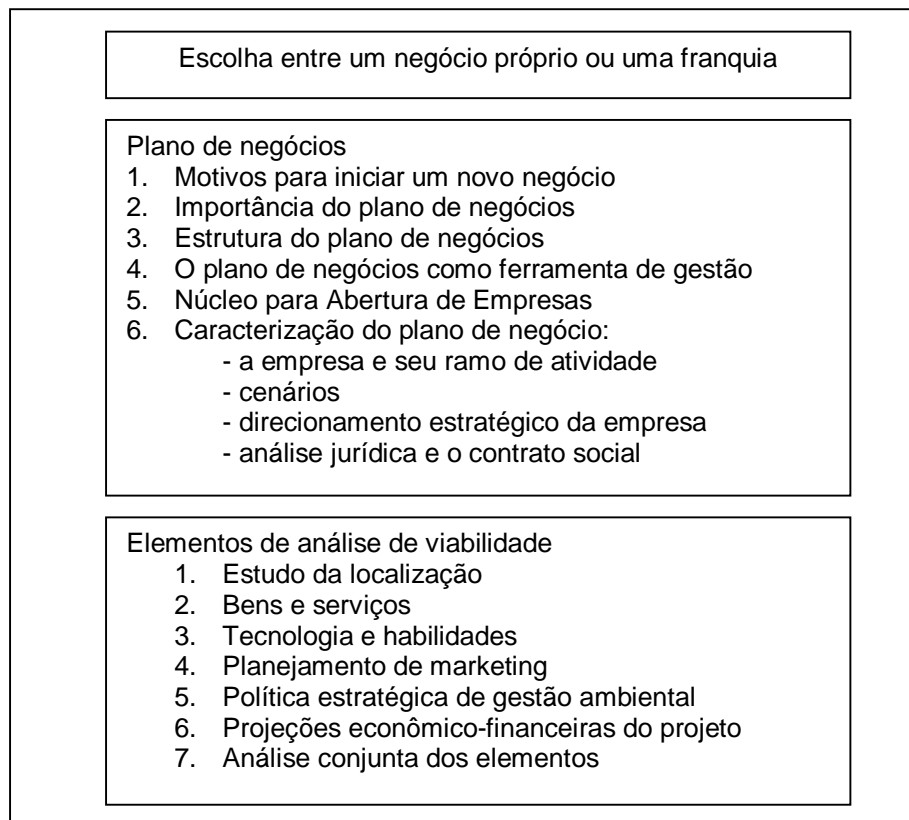 Escolha entre um negócio próprio ou uma franquia
Plano de negócios
1. Motivos para iniciar um novo negócio
2. Importância do plano de negócios
3. Estrutura do plano de negócios
4. O plano de negócios como ferramenta de gestão
5. Núcleo para Abertura de Empresas
6. Caracterização do plano de negócio:
- a empresa e seu ramo de atividade
- cenários
- direcionamento estratégico da empresa
- análise jurídica e o contrato social
Elementos de análise de viabilidade
1. Estudo da localização
2. Bens e serviços
3. Tecnologia e habilidades
4. Planejamento de marketing
5. Política estratégica de gestão ambiental
6. Projeções econômico-financeiras do projeto
7. Análise conjunta dos elementos